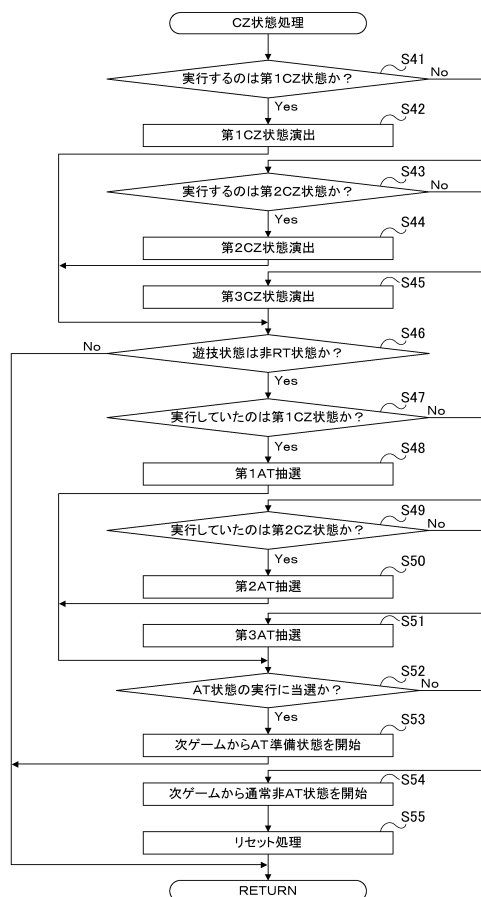 CZ状態処理
S41
実行するのは第1CZ状態か？
No
Yes
S42
第1CZ状態演出
S43
実行するのは第2CZ状態か？
No
Yes
S44
第2CZ状態演出
S45
第3CZ状態演出
S46
No
遊技状態は非RT状態か？
Yes
S47
実行していたのは第1CZ状態か？
No
Yes
S48
第1AT抽選
S49
実行していたのは第2CZ状態か？
No
Yes
S50
第2AT抽選
S51
第3AT抽選
S52
AT状態の実行に当選か？
No
Yes
S53
次ゲームからAT準備状態を開始
S54
次ゲームから通常非AT状態を開始
S55
リセット処理
RETURN